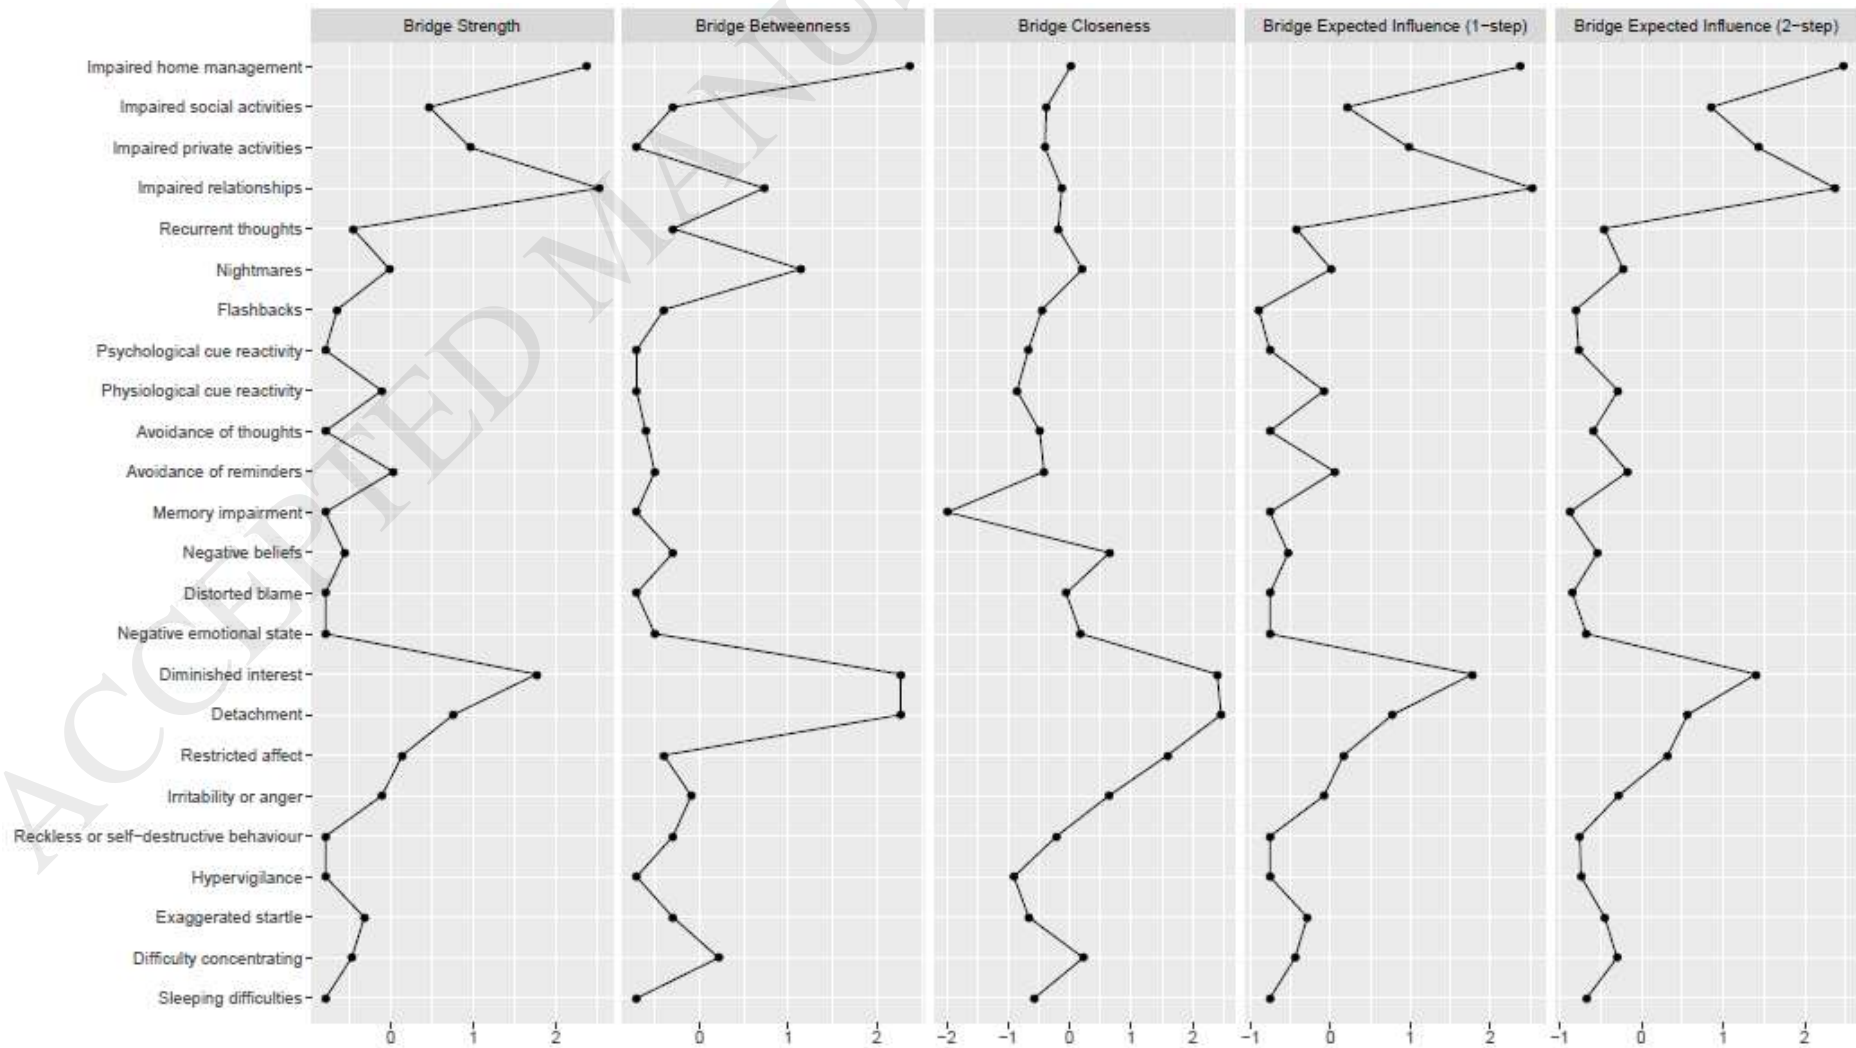 Bridge Strength Bridge Betweenness Bridge Closeness Bridge Expected Influence (1−step) Bridge Expected Influence (2−step)
Impaired home management
Impaired social activities
Impaired private activities
Impaired relationships
Recurrent thoughts
Nightmares
Flashbacks
Psychological cue reactivity
Physiological cue reactivity
Avoidance of thoughts
Avoidance of reminders
Memory impairment
Negative beliefs
Distorted blame
Negative emotional state
Diminished interest
Detachment
Restricted affect
Irritability or anger
Reckless or self−destructive behaviour
Hypervigilance
Exaggerated startle
Difficulty concentrating
Sleeping difficulties
0 1 2 0 1 2 −2 −1 0 1 2 −1 0 1 2 −1 0 1 2
ACCEPTED MANU